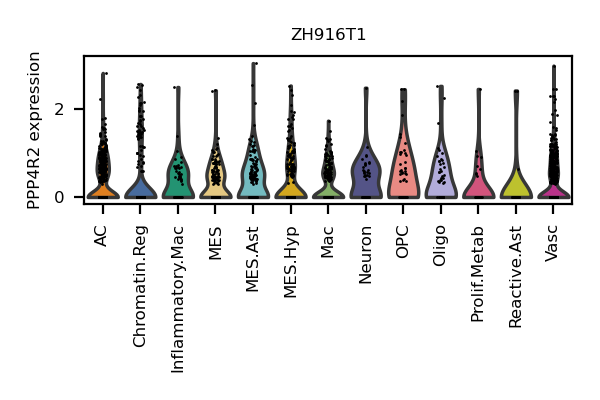 ZH916T1
PPP4R2 expression
2
0
AC
Chromatin.Reg
Inflammatory.Mac
MES
MES.Ast
MES.Hyp
Mac
Neuron
OPC
Oligo
Prolif.Metab
Reactive.Ast
Vasc